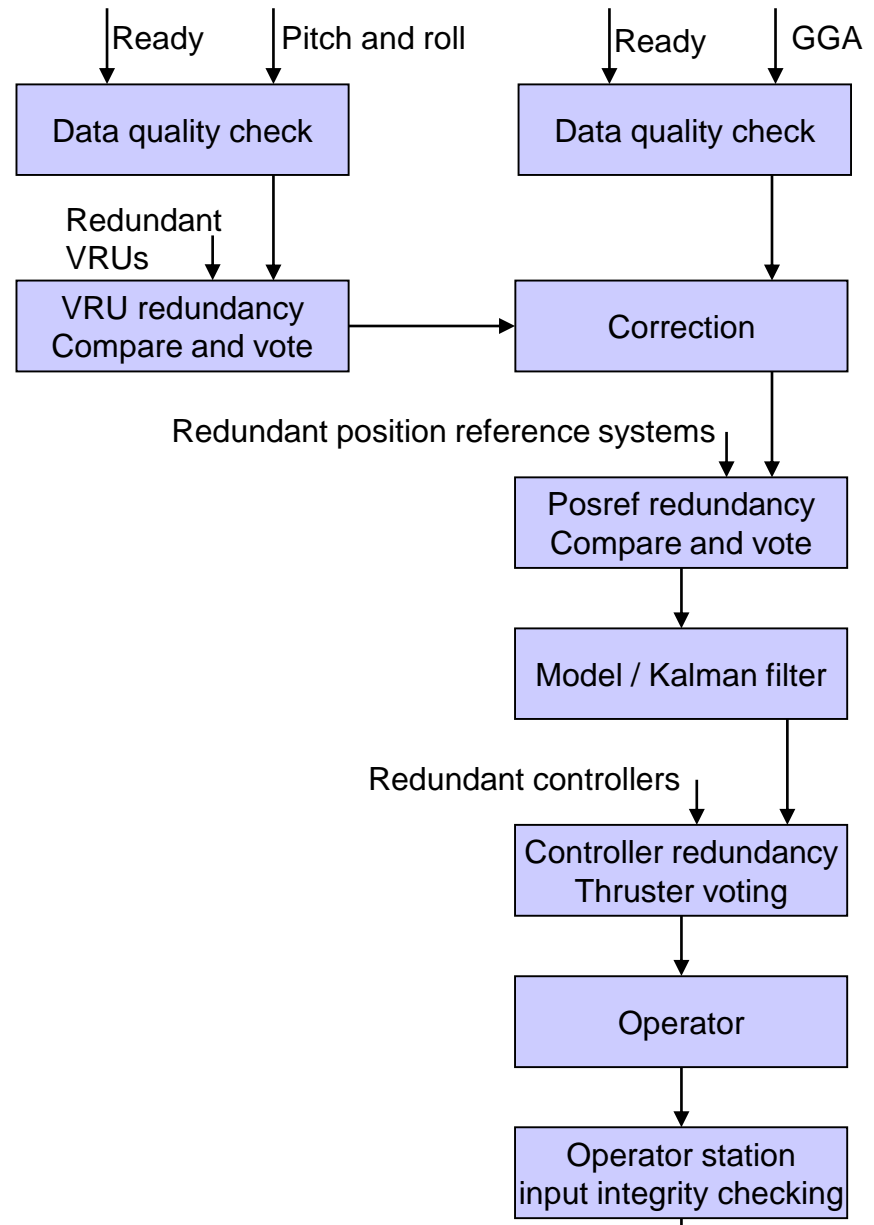 Ready
Pitch and roll
Ready
GGA
Data quality check
Data quality check
Redundant
VRUs
VRU redundancy
Compare and vote
Correction
Redundant position reference systems
Posref redundancy
Compare and vote
Model / Kalman filter
Redundant controllers
Controller redundancy
Thruster voting
Operator
Operator station
input integrity checking